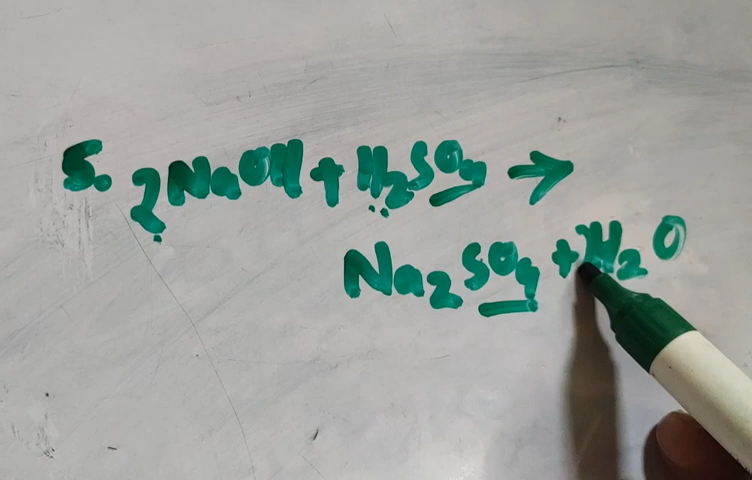 5. 2NaOH + H₂SO₄ →
Na₂SO₄ + H₂O